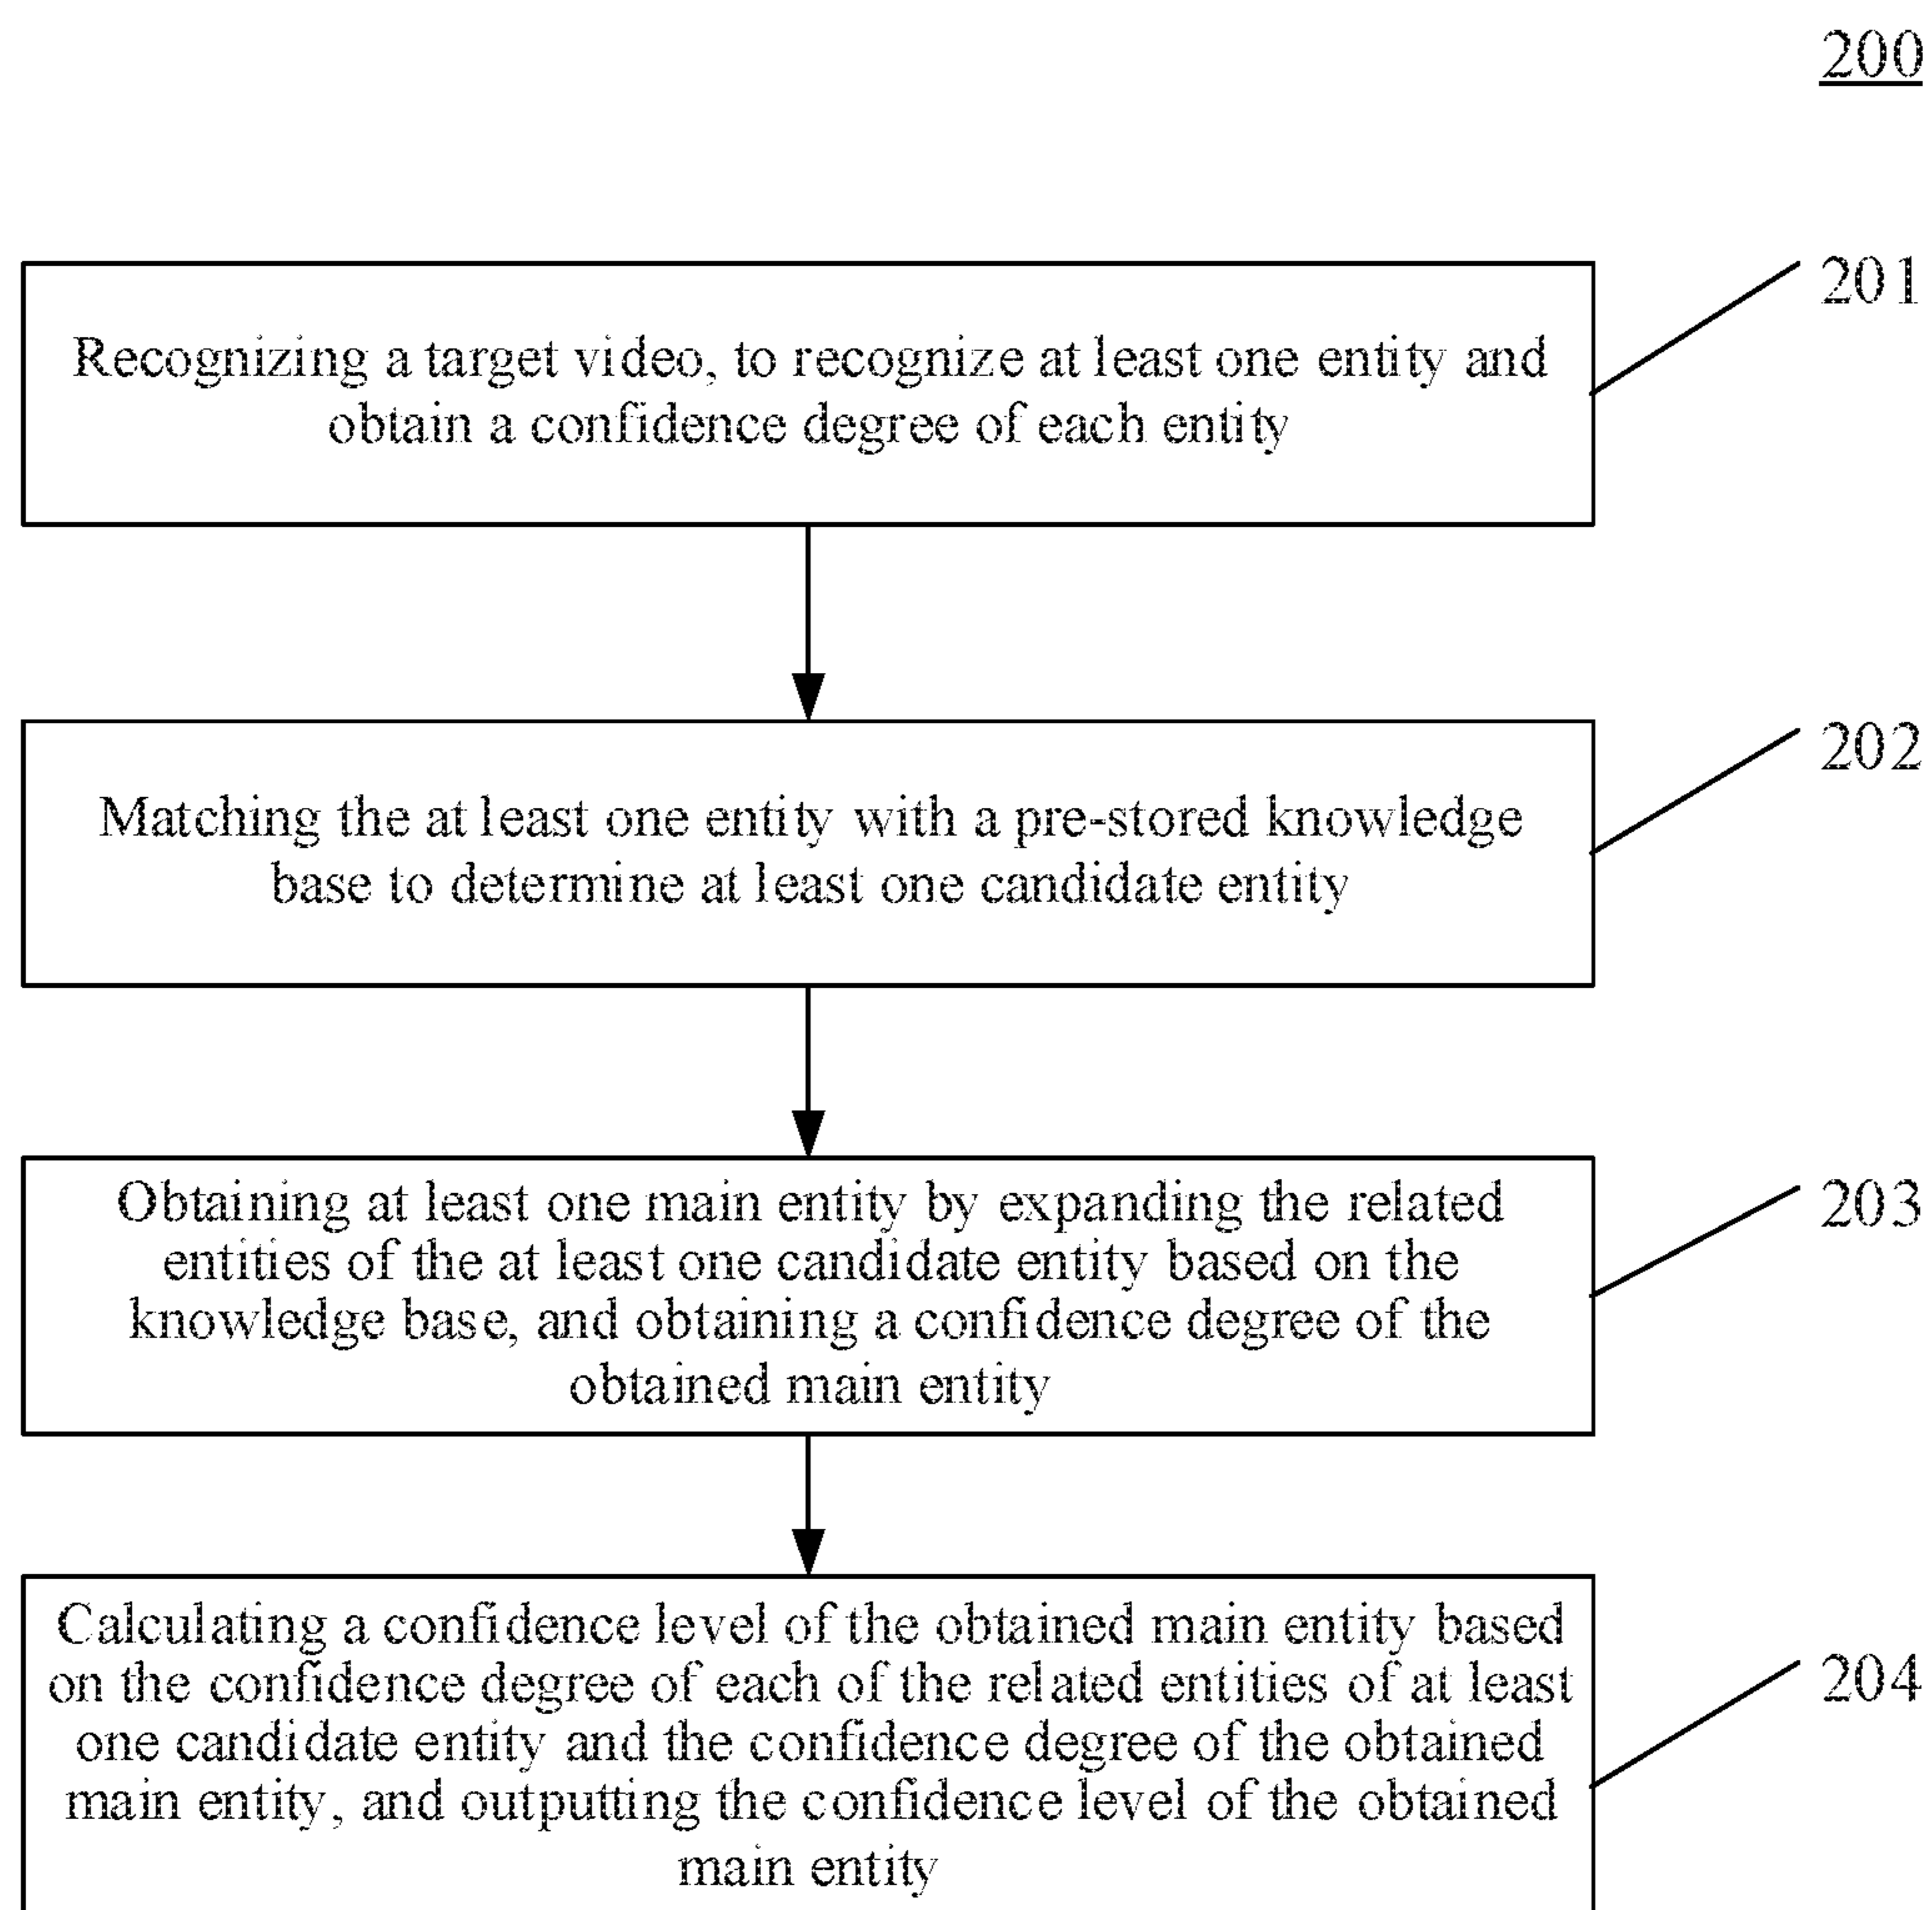 200
201
Recognizing a target video, to recognize at least one entity and
obtain a confidence degree of each entity
202
Matching the at least one entity with a pre-stored knowledge
base to determine at least one candidate entity
203
Obtaining at least one main entity by expanding the related
entities of the at least one candidate entity based on the
knowledge base, and obtaining a confidence degree of the
obtained main entity
204
Calculating a confidence level of the obtained main entity based
on the confidence degree of each of the related entities of at least
one candidate entity and the confidence degree of the obtained
main entity, and outputting the confidence level of the obtained
main entity